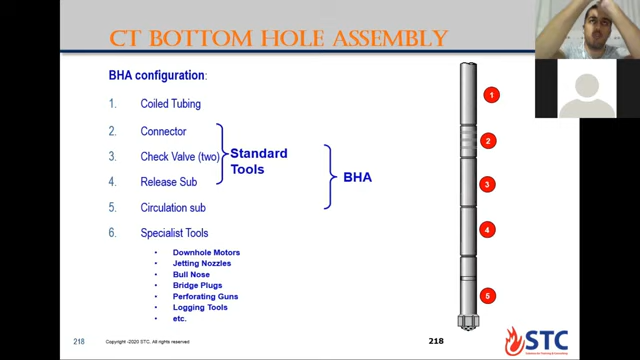 CT BOTTOM HOLE ASSEMBLY
BHA configuration:
1. Coiled Tubing
2. Connector
3. Check Valve (two)
4. Release Sub
5. Circulation sub
6. Specialist Tools
Standard
Tools
BHA
• Downhole Motors
• Jetting Nozzles
• Bull Nose
• Bridge Plugs
• Perforating Guns
• Logging Tools
• etc.
1
2
3
4
5
218
Copyright -2020 STC, All rights reserved
218
STC